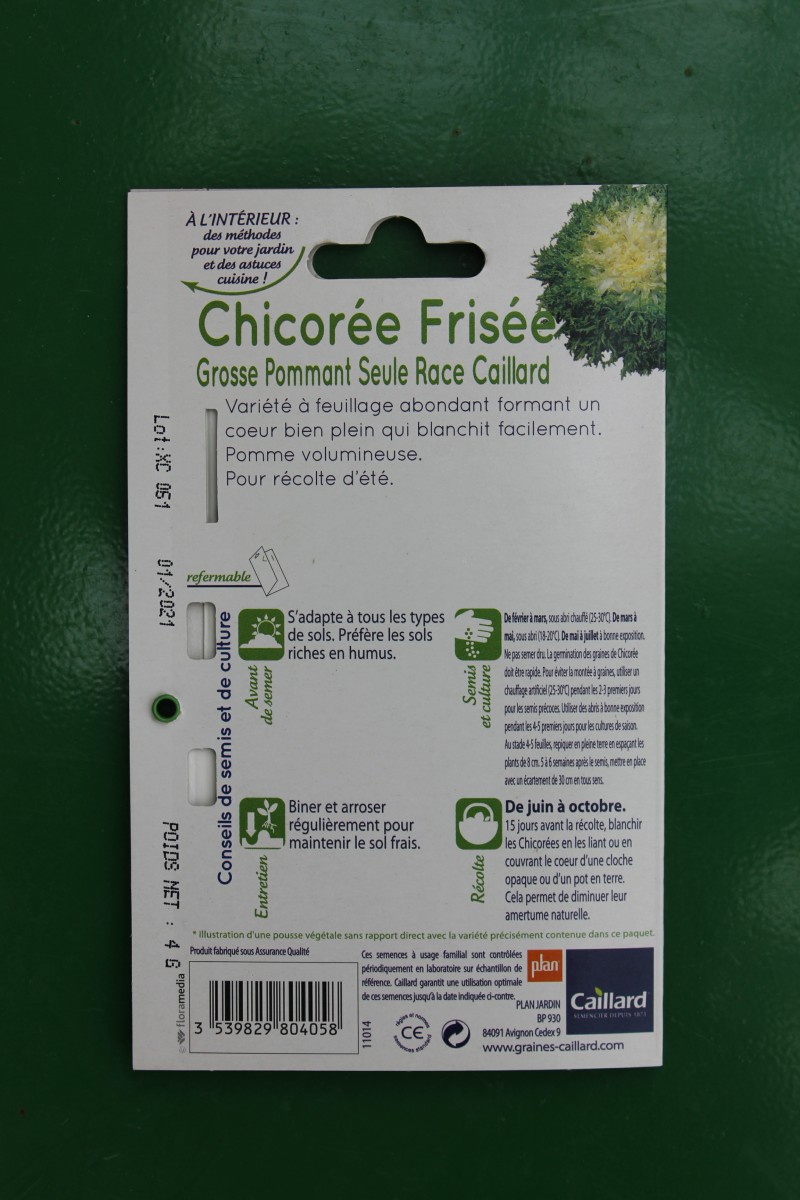 À L'INTÉRIEUR :
des méthodes
pour votre jardin
et des astuces
cuisine !
Chicorée Frisée
Grosse Pommant Seule Race Caillard
Variété à feuillage abondant formant un
coeur bien plein qui blanchit facilement.
Pomme volumineuse.
Pour récolte d'été.
Lot:XC 051
01/2021
POIDS NET : 4 G
refermable
Conseils de semis et de culture
Avant
de semer
S'adapte à tous les types
de sols. Préfère les sols
riches en humus.
Semis
et culture
De février à mars, sous abri chauffé (25-30°C). De mars à
mai, sous abri (18-20°C). De mai à juillet à bonne exposition.
Ne pas semer dru. La germination des graines de Chicorée
doit être rapide. Pour éviter la montée à graines, utiliser un
chauffage artificiel (25-30°C) pendant les 2-3 premiers jours
pour les semis précoces. Utiliser des abris à bonne exposition
pendant les 4-5 premiers jours pour les cultures de saison.
Au stade 4-5 feuilles, repiquer en pleine terre en espaçant les
plants de 8 cm. 5 à 6 semaines après le semis, mettre en place
avec un écartement de 30 cm en tous sens.
Entretien
Biner et arroser
régulièrement pour
maintenir le sol frais.
Récolte
De juin à octobre.
15 jours avant la récolte, blanchir
les Chicorées en les liant ou en
couvrant le coeur d'une cloche
opaque ou d'un pot en terre.
Cela permet de diminuer leur
amertume naturelle.
* Illustration d'une pousse végétale sans rapport direct avec la variété précisément contenue dans ce paquet.
Produit fabriqué sous Assurance Qualité
© floramedia
3 539829 804058
11014
Ces semences à usage familial sont contrôlées
périodiquement en laboratoire sur échantillon de
référence. Caillard garantit une utilisation optimale
de ces semences jusqu'à la date indiquée ci-contre.
plan
Caillard
SEMENCIER DEPUIS 1875
règles et normes
CE
semences standard
PLAN JARDIN
BP 930
84091 Avignon Cedex 9
www.graines-caillard.com